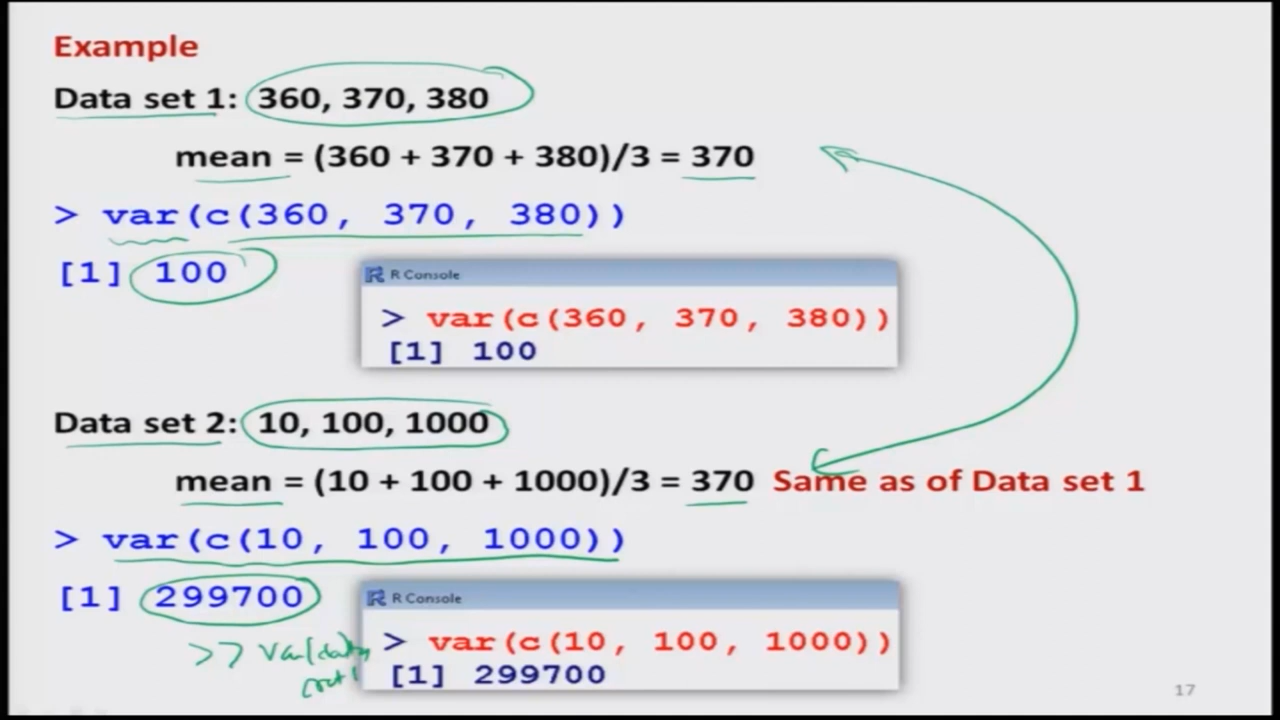 Example
Data set 1: 360, 370, 380
mean = (360 + 370 + 380)/3 = 370
> var(c(360, 370, 380))
[1] 100
R Console
> var(c(360, 370, 380))
[1] 100
Data set 2: 10, 100, 1000
mean = (10 + 100 + 1000)/3 = 370 Same as of Data set 1
> var(c(10, 100, 1000))
[1] 299700
R Console
> var(c(10, 100, 1000))
[1] 299700
>> var(data
17